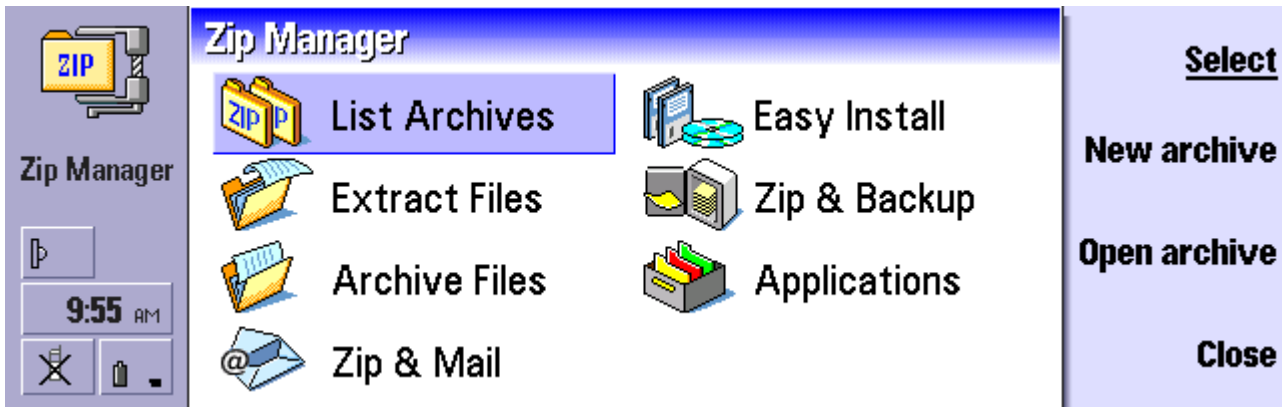 ZIP
Zip Manager
9:55 AM
Zip Manager
ZIP P
List Archives
Extract Files
Archive Files
@
Zip & Mail
Easy Install
Zip & Backup
Applications
Select
New archive
Open archive
Close